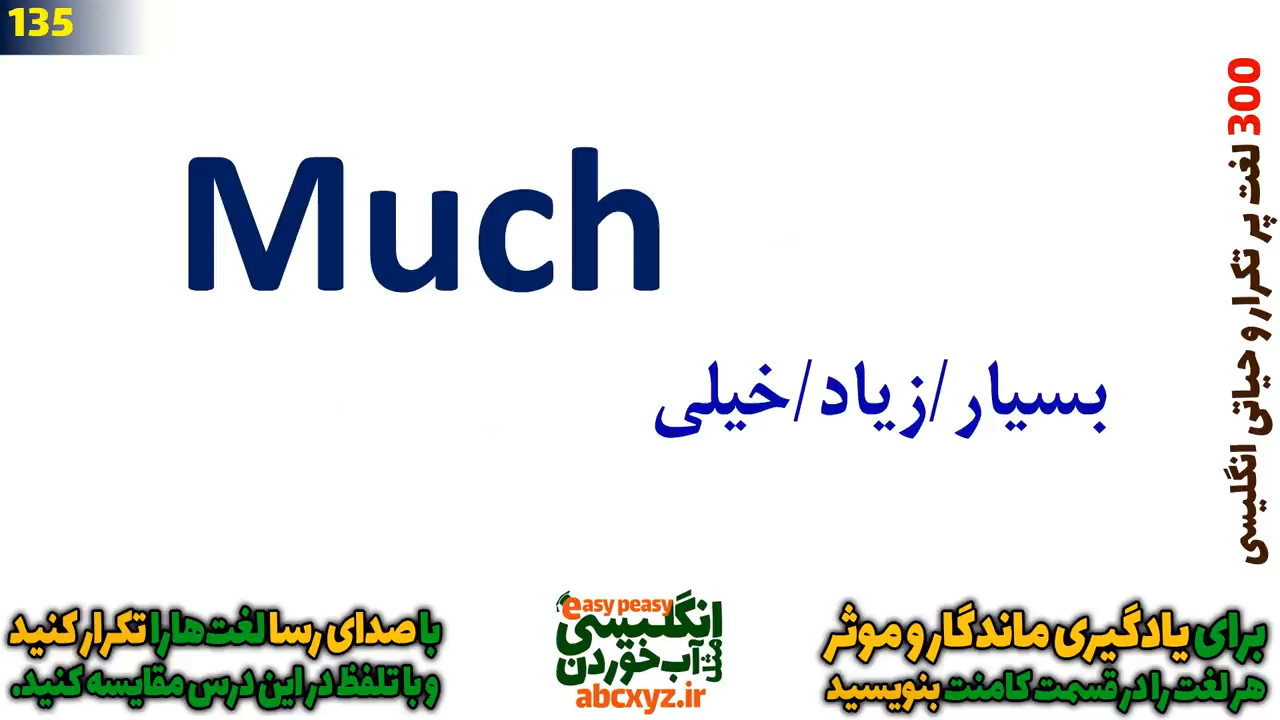 135
Much
بسیار/زیاد/خیلی
300 لغت پر تکرار و حیاتی انگلیسی
برای یادگیری ماندگار و موثر
هر لغت را در قسمت کامنت بنویسید
easy peasy
انگلیسی
مثل آب خوردن
abcxyz.ir
با صدای رسا لغت‌ها را تکرار کنید
و با تلفظ در این درس مقایسه کنید.